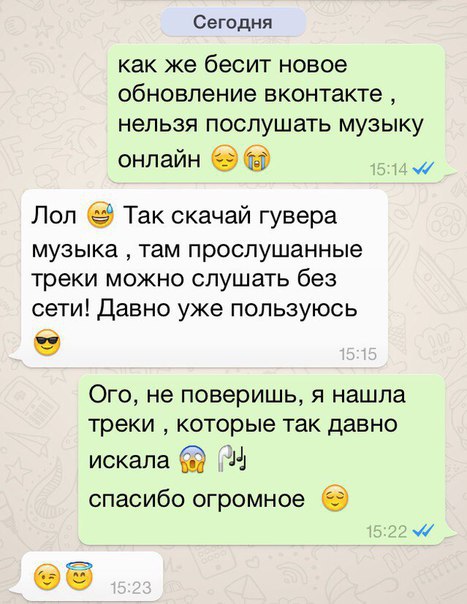 Сегодня
как же бесит новое
обновление вконтакте ,
нельзя послушать музыку
онлайн 😔😭
15:14
Лол 😅 Так скачай гувера
музыка , там прослушанные
треки можно слушать без
сети! Давно уже пользуюсь
😎
15:15
Ого, не поверишь, я нашла
треки , которые так давно
искала 😱 🎧🎶
спасибо огромное 😌
15:22
😉😇 15:23